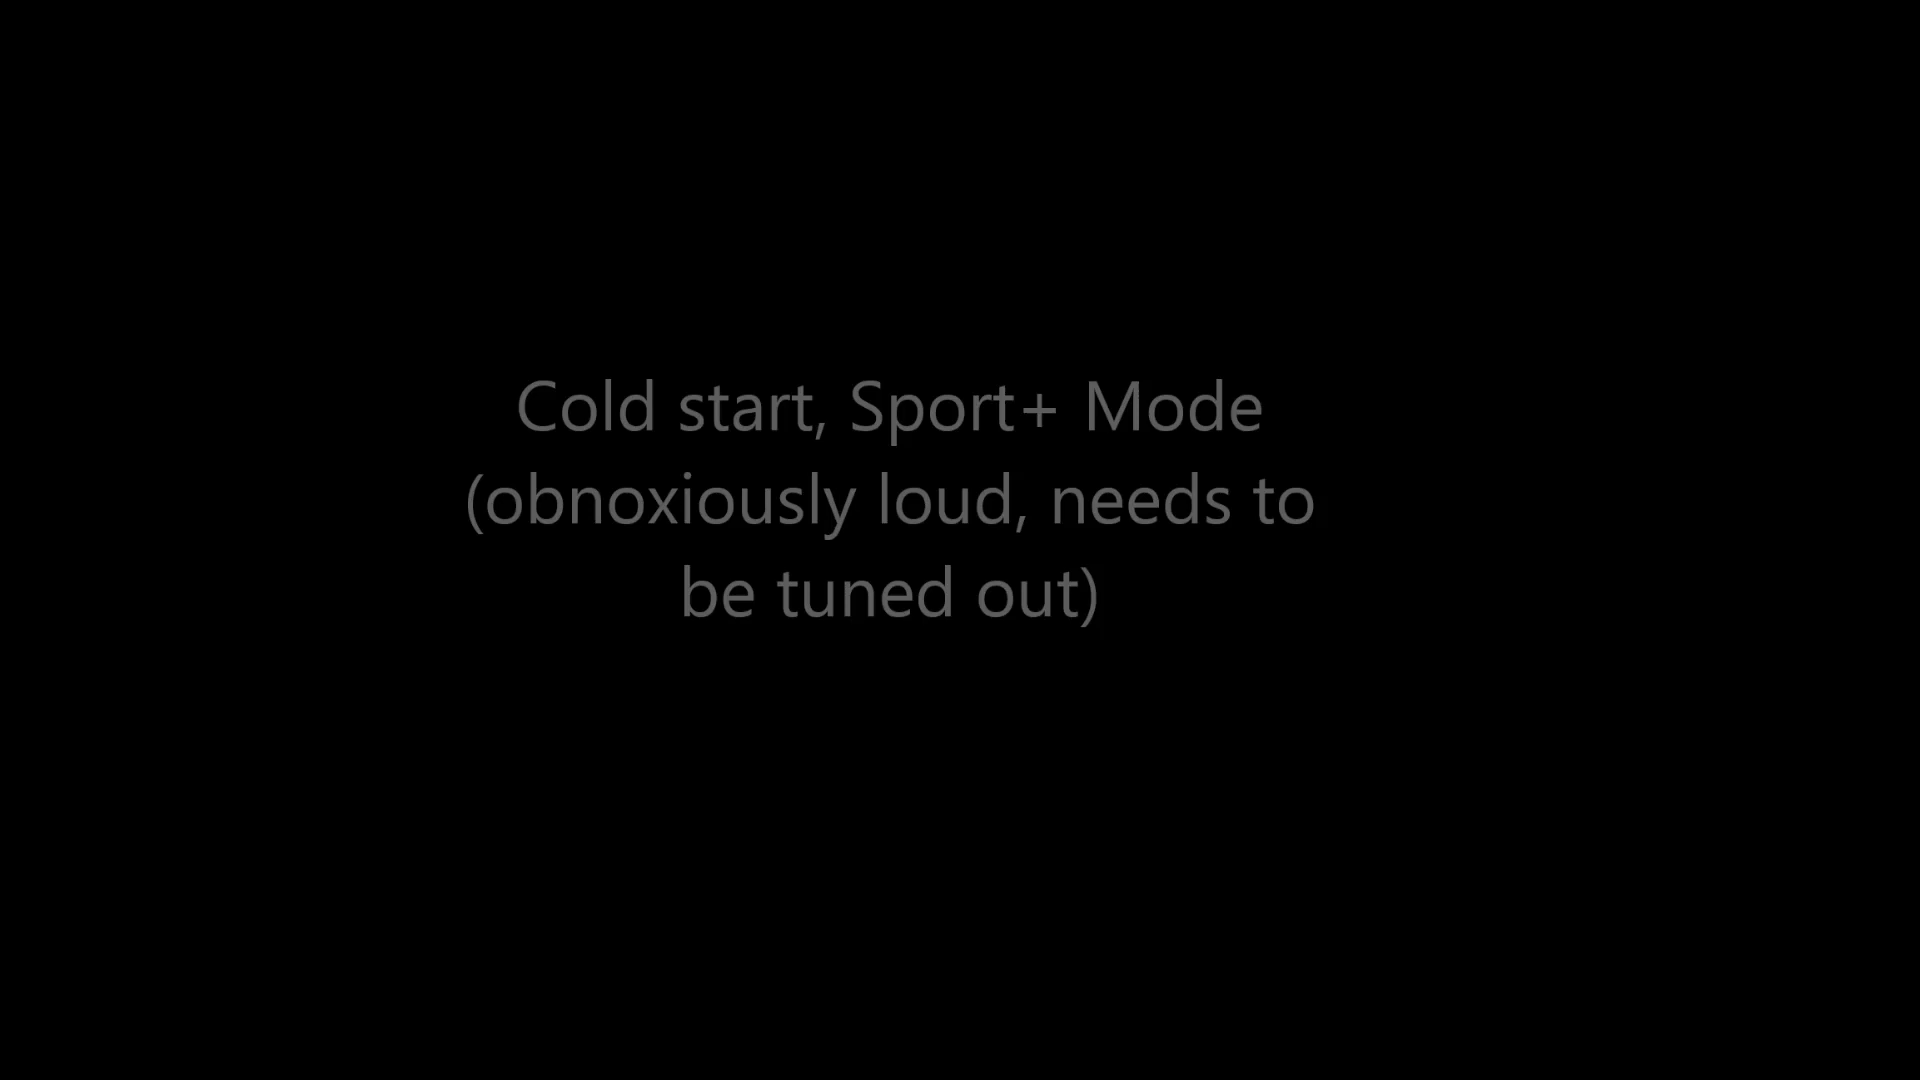 Cold start, Sport+ Mode
(obnoxiously loud, needs to
be tuned out)